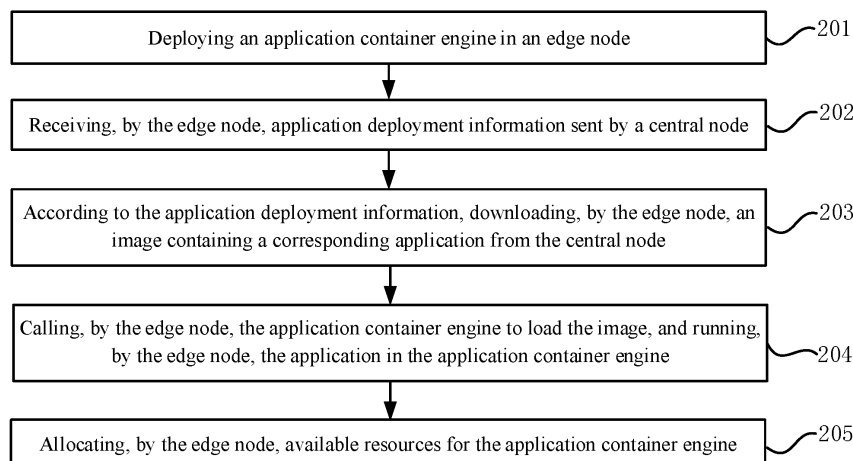 Deploying an application container engine in an edge node
201
Receiving, by the edge node, application deployment information sent by a central node
202
According to the application deployment information, downloading, by the edge node, an
image containing a corresponding application from the central node
203
Calling, by the edge node, the application container engine to load the image, and running,
by the edge node, the application in the application container engine
204
Allocating, by the edge node, available resources for the application container engine
205